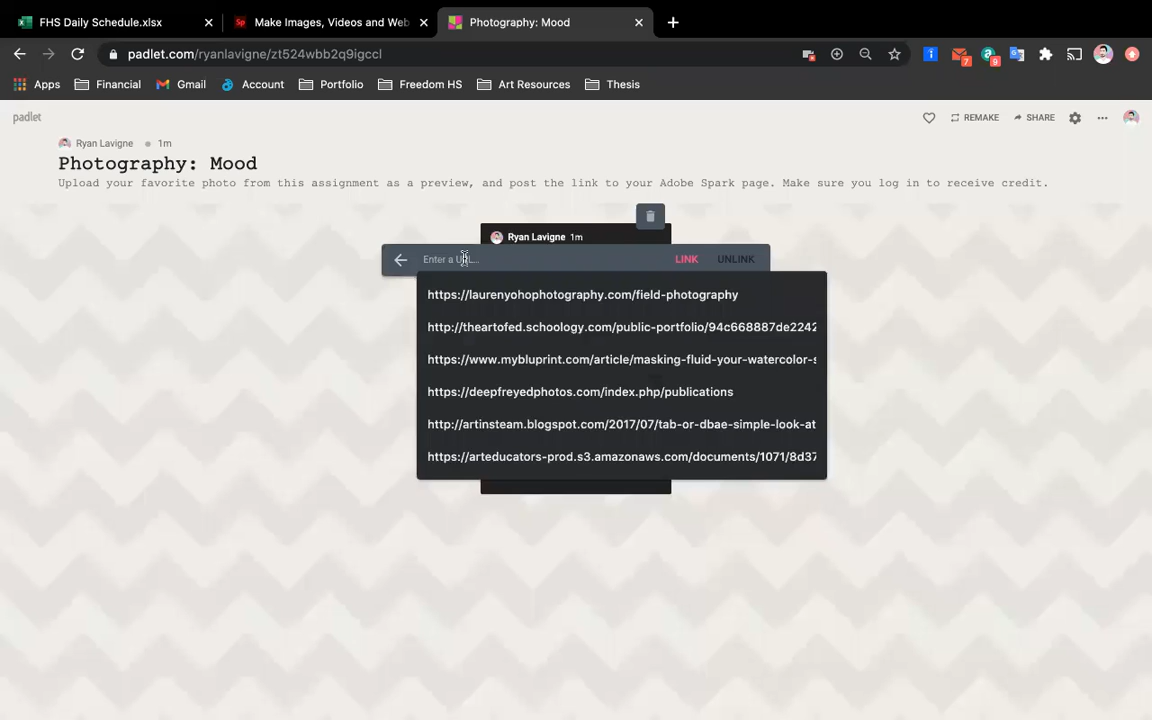 FHS Daily Schedule.xlsx
Sp Make Images, Videos and Web
Photography: Mood
padlet.com/ryanlavigne/zt524wbb2q9igccl
7
9
Apps Financial Gmail Account Portfolio Freedom HS Art Resources Thesis
padlet
REMAKE SHARE
Ryan Lavigne 1m
Photography: Mood
Upload your favorite photo from this assignment as a preview, and post the link to your Adobe Spark page. Make sure you log in to receive credit.
Ryan Lavigne 1m
Enter a URL...
LINK UNLINK
https://laurenyohophotography.com/field-photography
http://theartofed.schoology.com/public-portfolio/94c668887de2242
https://www.mybluprint.com/article/masking-fluid-your-watercolor-s
https://deepfreyedphotos.com/index.php/publications
http://artinsteam.blogspot.com/2017/07/tab-or-dbae-simple-look-at
https://arteducators-prod.s3.amazonaws.com/documents/1071/8d37